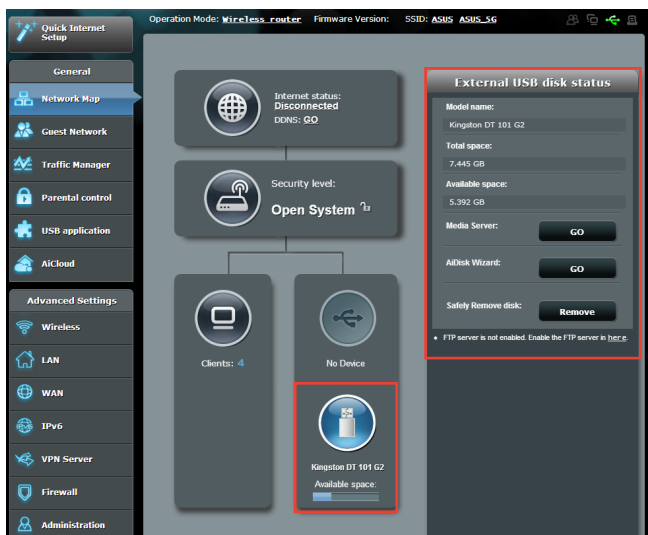 Quick Internet
Setup
Operation Mode: Wireless router Firmware Version: SSID: ASUS ASUS_5G
General
Network Map
Guest Network
Traffic Manager
Parental control
USB application
AiCloud
Advanced Settings
Wireless
LAN
WAN
IPv6
VPN Server
Firewall
Administration
Internet status:
Disconnected
DDNS: GO
Security level:
Open System
Clients: 4
No Device
Kingston DT 101 G2
Available space:
External USB disk status
Model name:
Kingston DT 101 G2
Total space:
7.445 GB
Available space:
5.392 GB
Media Server: GO
AiDisk Wizard: GO
Safely Remove disk: Remove
• FTP server is not enabled. Enable the FTP server in here.